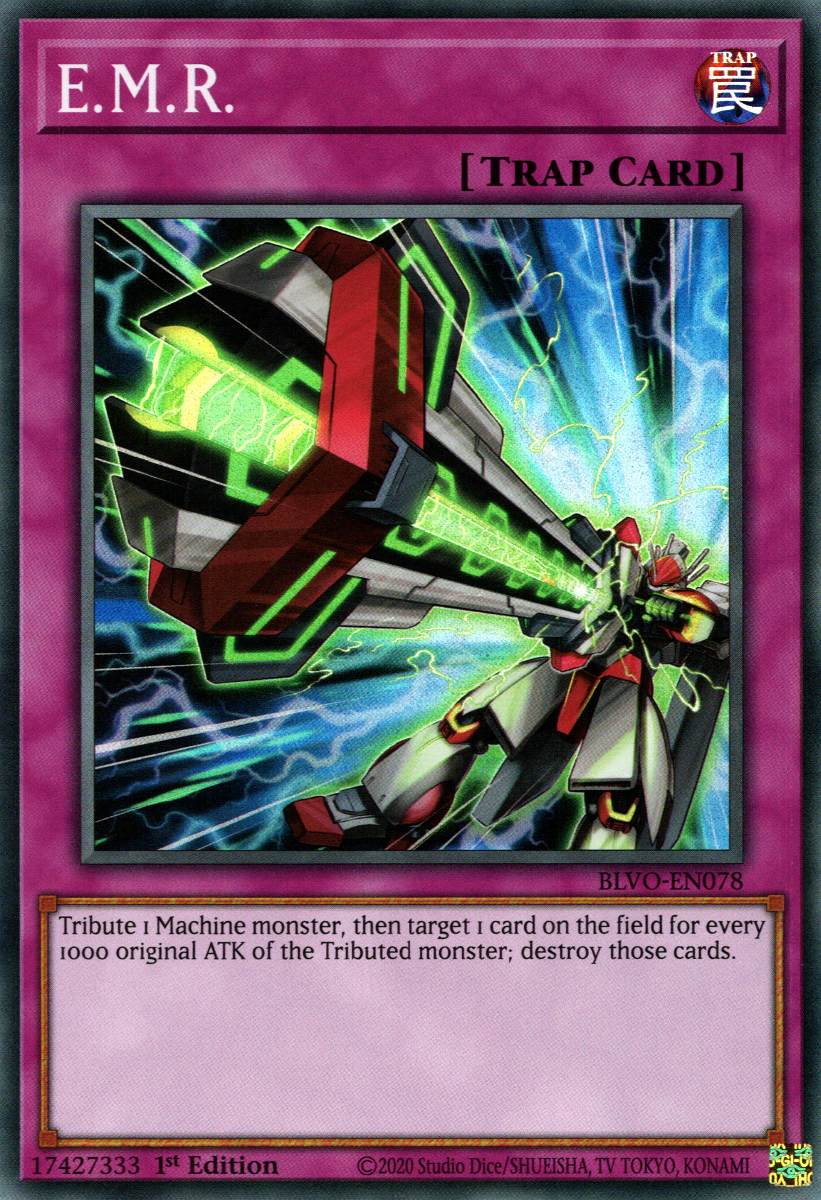 E.M.R.
TRAP
罠
[TRAP CARD]
BLVO-EN078
Tribute 1 Machine monster, then target 1 card on the field for every
1000 original ATK of the Tributed monster; destroy those cards.
17427333 1st Edition ©2020 Studio Dice/SHUEISHA, TV TOKYO, KONAMI